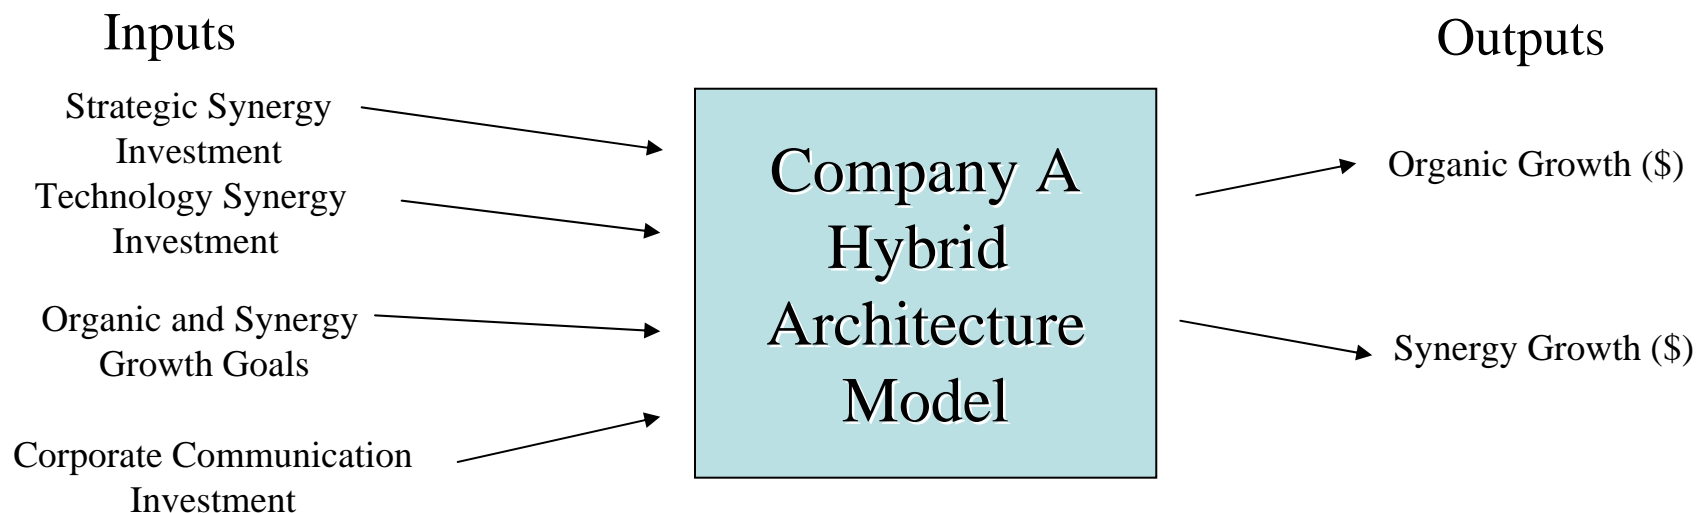 Inputs
Strategic Synergy
Investment
Technology Synergy
Investment
Organic and Synergy
Growth Goals
Corporate Communication
Investment
Company A
Hybrid
Architecture
Model
Outputs
Organic Growth ($)
Synergy Growth ($)